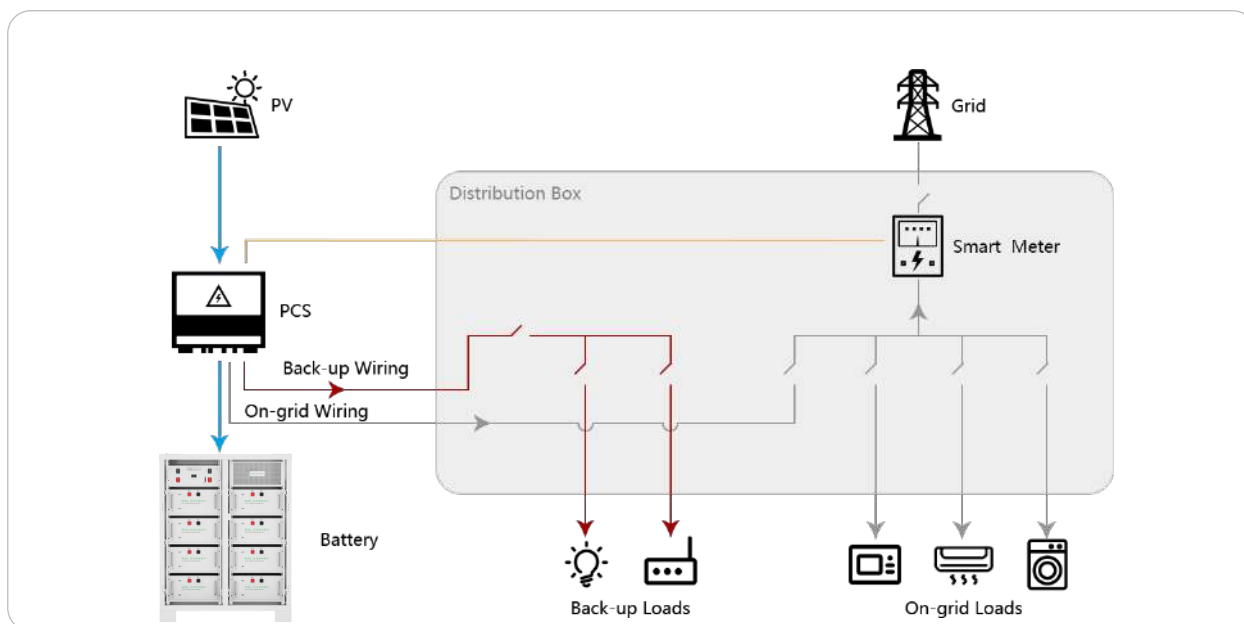 PV
Grid
Distribution Box
Smart Meter
PCS
Back-up Wiring
On-grid Wiring
Battery
Back-up Loads
On-grid Loads